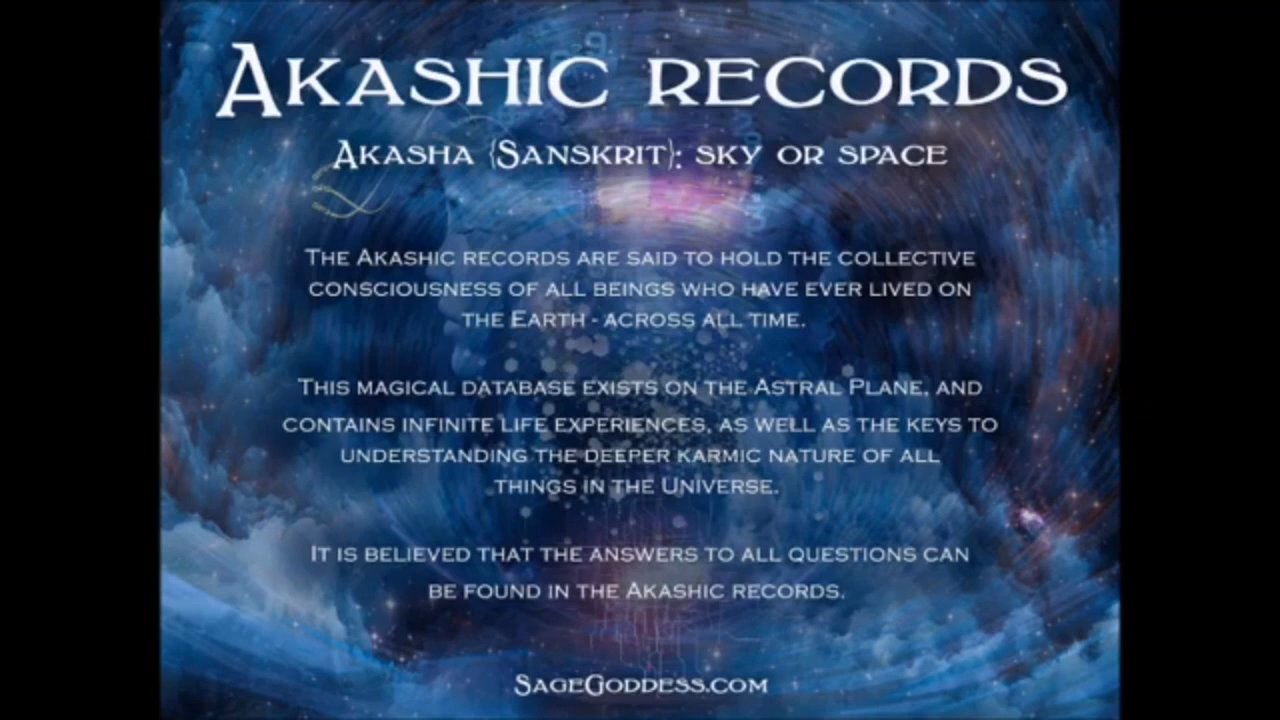 Akashic records
Akasha {Sanskrit}: sky or space
The Akashic records are said to hold the collective
consciousness of all beings who have ever lived on
the Earth - across all time.
This magical database exists on the Astral Plane, and
contains infinite life experiences, as well as the keys to
understanding the deeper karmic nature of all
things in the Universe.
It is believed that the answers to all questions can
be found in the Akashic records.
SageGoddess.com